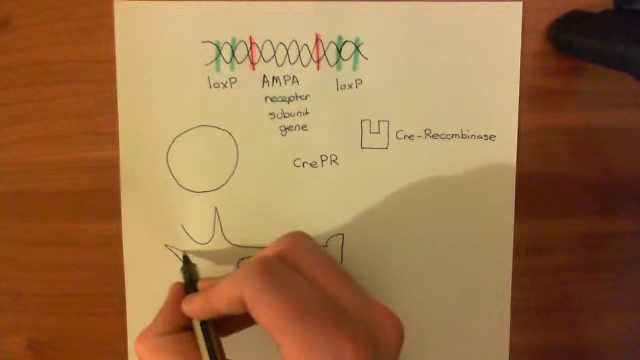 loxP AMPA loxP
receptor
subunit
gene
Cre-Recombinase
CrePR